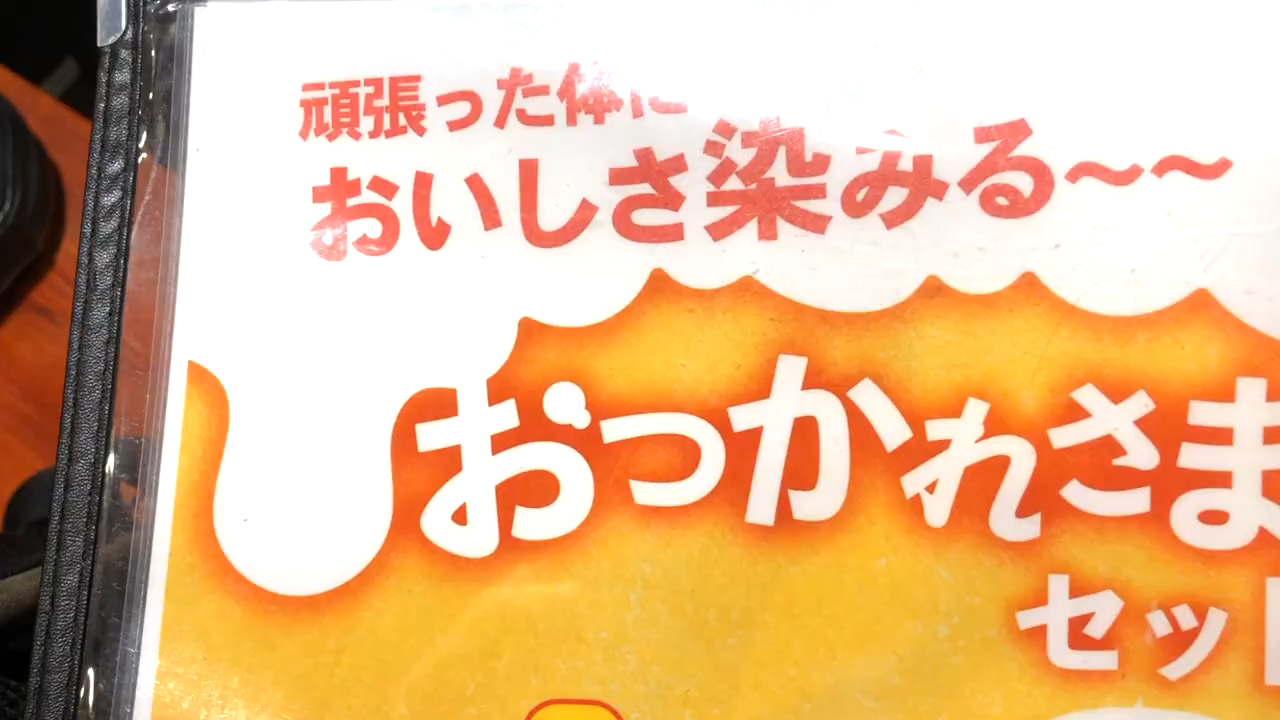 頑張った体に
おいしさ染みる〜〜
おつかれさま
セット